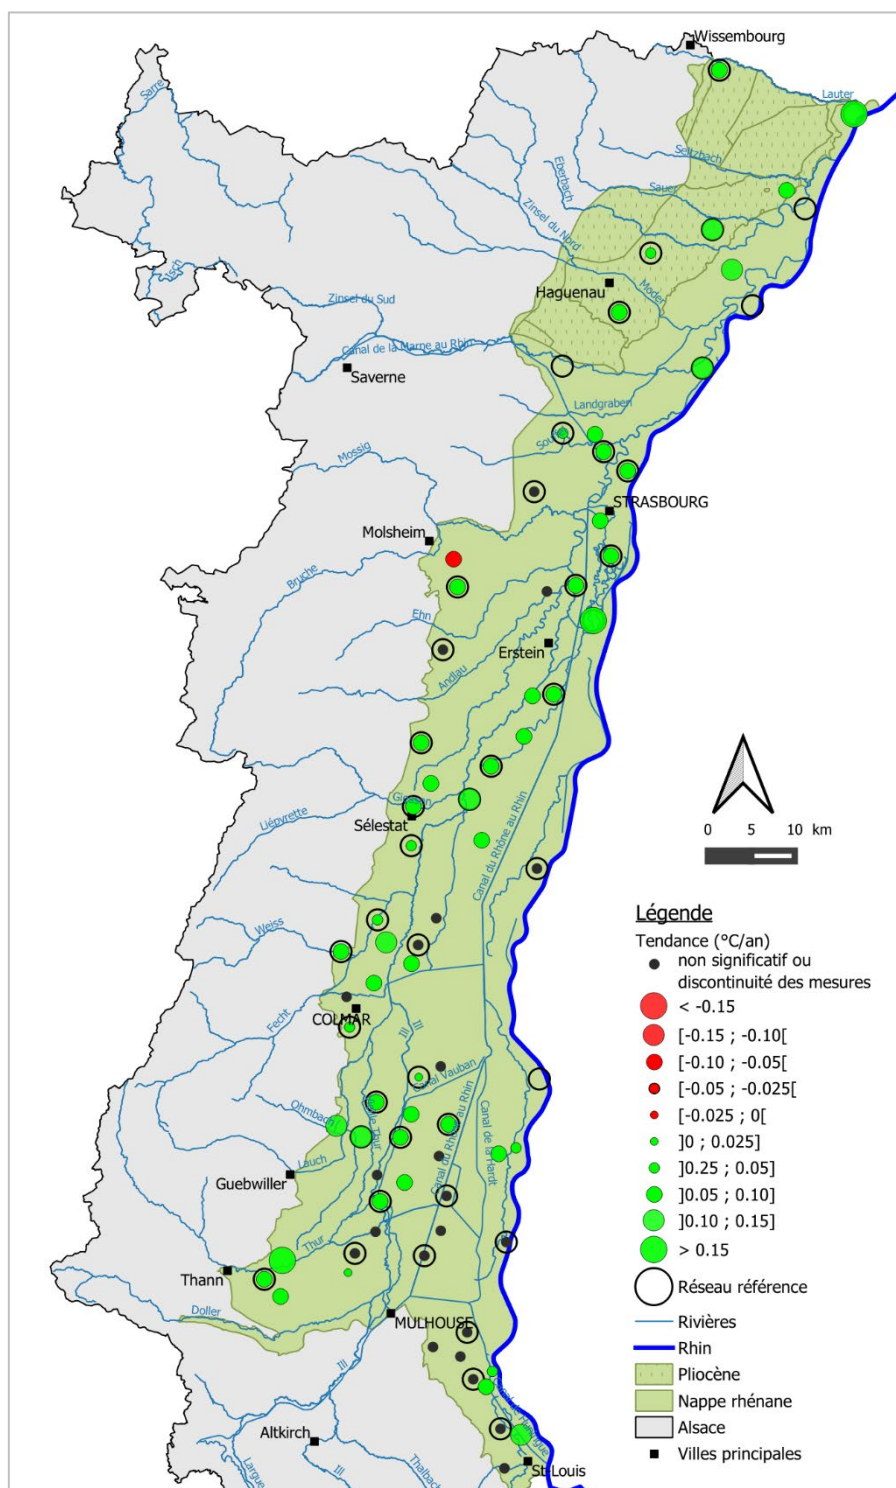 Wissembourg
Sarre
Lauter
Seltzbach
Eberbach
Sauer
Zinsel du Nord
Isch
Haguenau
Moder
Zinsel du Sud
Canal de la Marne au Rhin
Saverne
Landgraben
Mossig
STRASBOURG
Molsheim
Bruche
Ehn
Erstein
Andlau
0 5 10 km
Giessen
Liépvrette
Sélestat
Canal du Rhône au Rhin
Weiss
Légende
Tendance (°C/an)
non significatif ou
discontinuité des mesures
< -0.15
[-0.15 ; -0.10[
[-0.10 ; -0.05[
[-0.05 ; -0.025[
[-0.025 ; 0[
]0 ; 0.025]
]0.25 ; 0.05]
]0.05 ; 0.10]
]0.10 ; 0.15]
> 0.15
Réseau référence
Rivières
Rhin
Pliocène
Nappe rhénane
Alsace
Villes principales
COLMAR
Fecht
Ill
Ill
Canal Vauban
Ohmbach
Canal du Rhône au Rhin
Canal de la Hardt
Lauch
Guebwiller
Thur
Thann
Doller
MULHOUSE
Ill
Altkirch
Largue
Ill
Thalbach
St-Louis